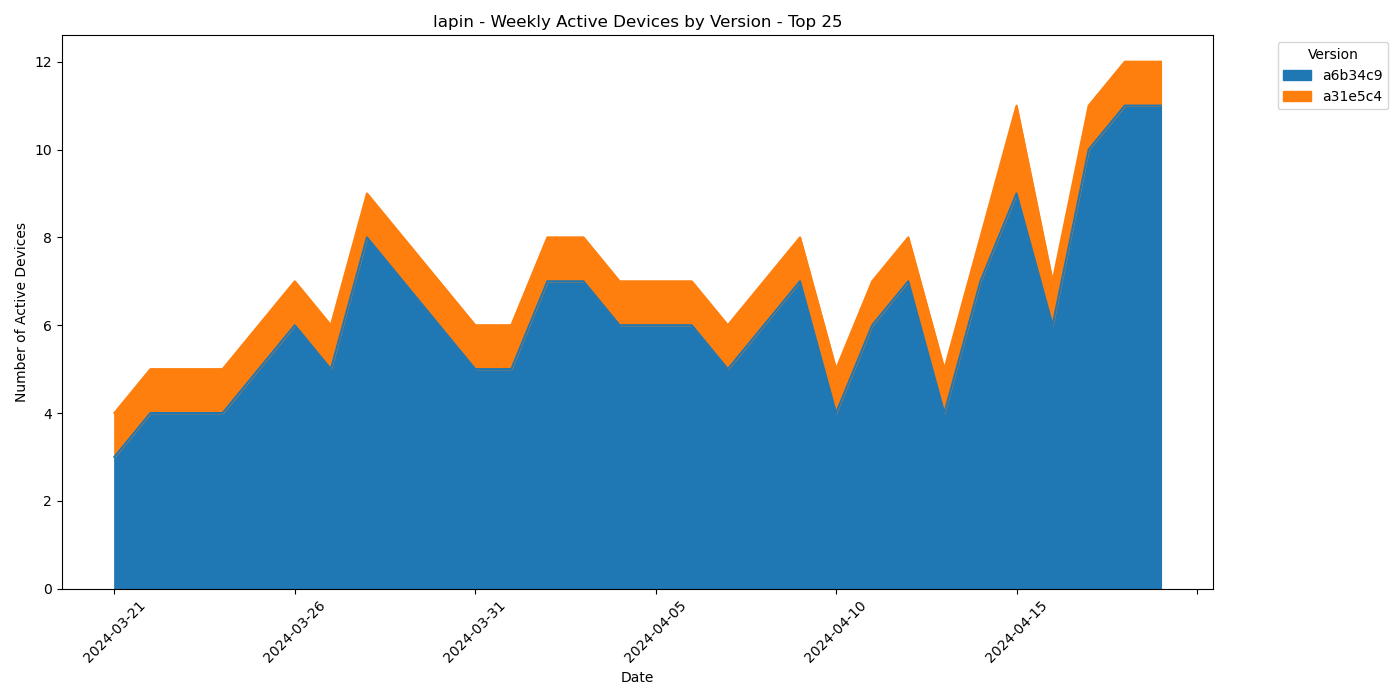 lapin - Weekly Active Devices by Version - Top 25
Version
a6b34c9
a31e5c4
Number of Active Devices
12
10
8
6
4
2
0
2024-03-21
2024-03-26
2024-03-31
2024-04-05
2024-04-10
2024-04-15
Date